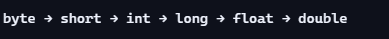 byte → short → int → long → float → double